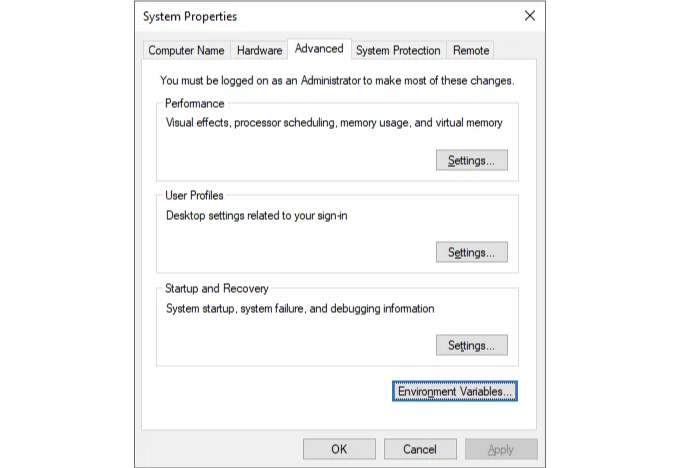 System Properties
Computer Name Hardware Advanced System Protection Remote
You must be logged on as an Administrator to make most of these changes.
Performance
Visual effects, processor scheduling, memory usage, and virtual memory
Settings...
User Profiles
Desktop settings related to your sign-in
Settings...
Startup and Recovery
System startup, system failure, and debugging information
Settings...
Environment Variables...
OK Cancel Apply